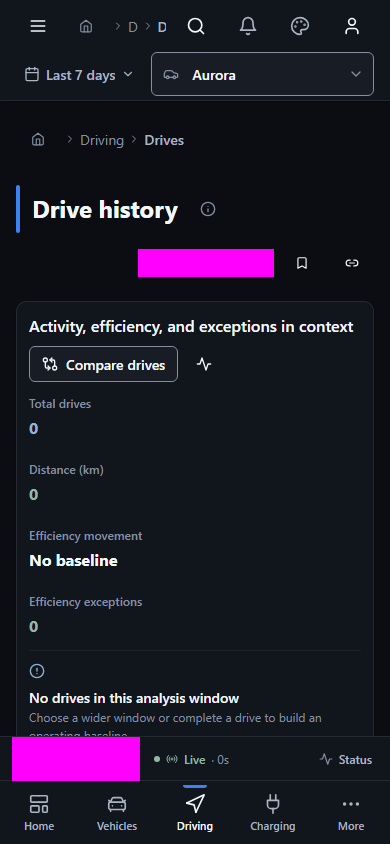 D D
Last 7 days
Aurora
Driving Drives
Drive history
Activity, efficiency, and exceptions in context
Compare drives
Total drives
0
Distance (km)
0
Efficiency movement
No baseline
Efficiency exceptions
0
No drives in this analysis window
Choose a wider window or complete a drive to build an
operating baseline
Live · 0s
Status
Home
Vehicles
Driving
Charging
More